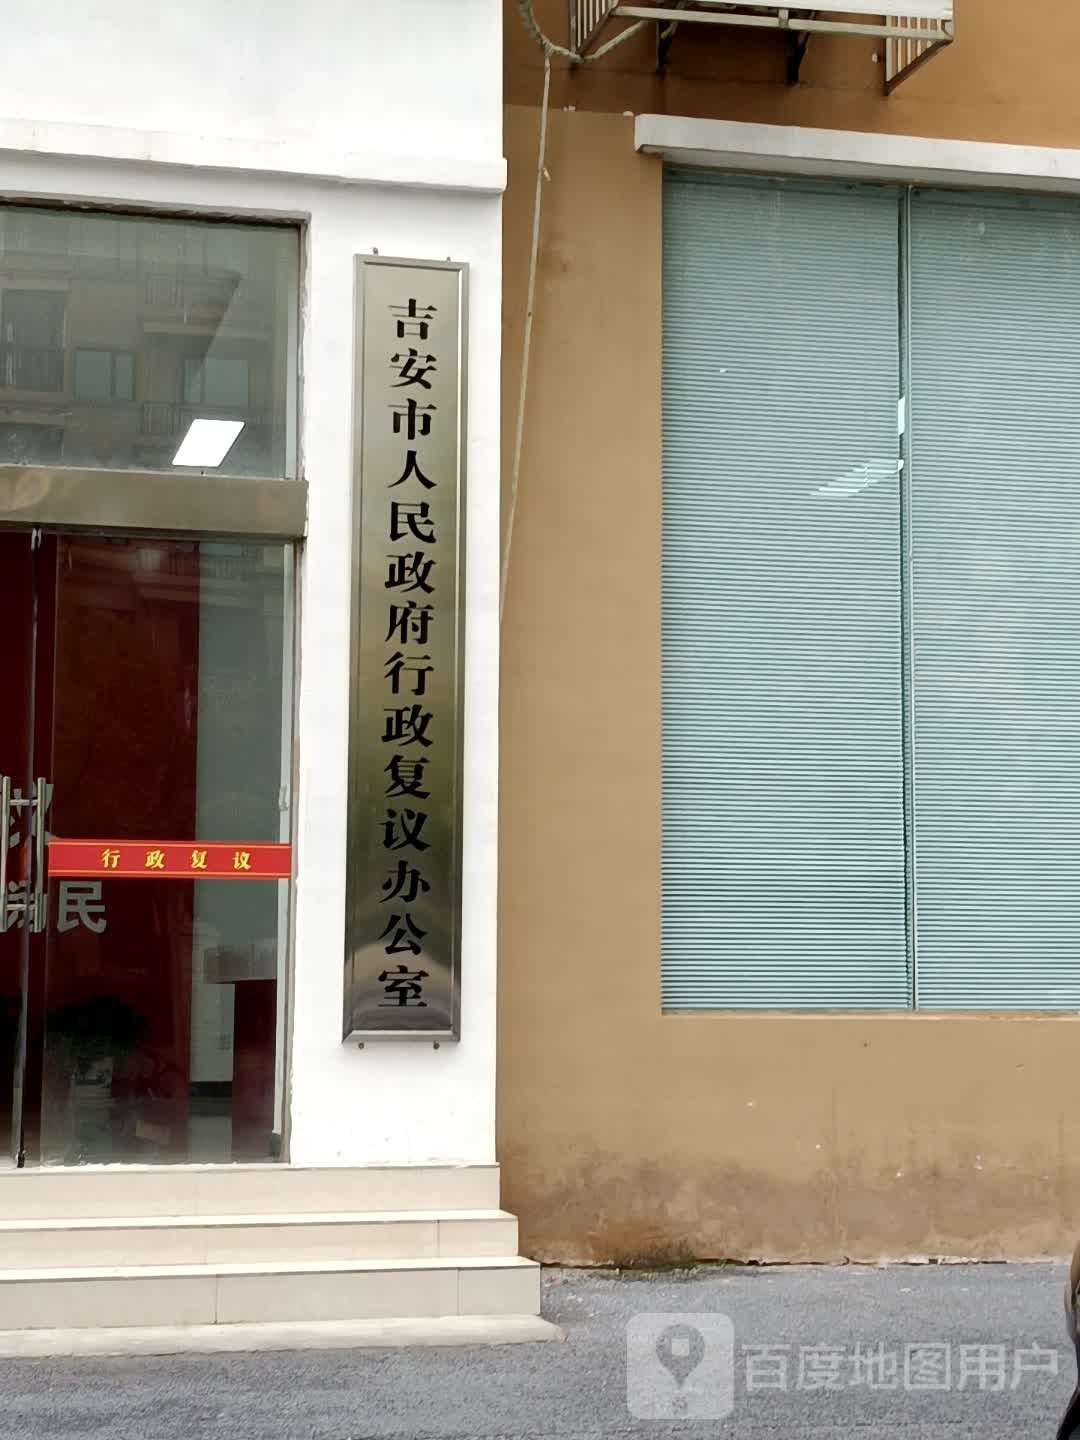 吉安市人民政府行政复议办公室
行政复议
民
百度地图用户